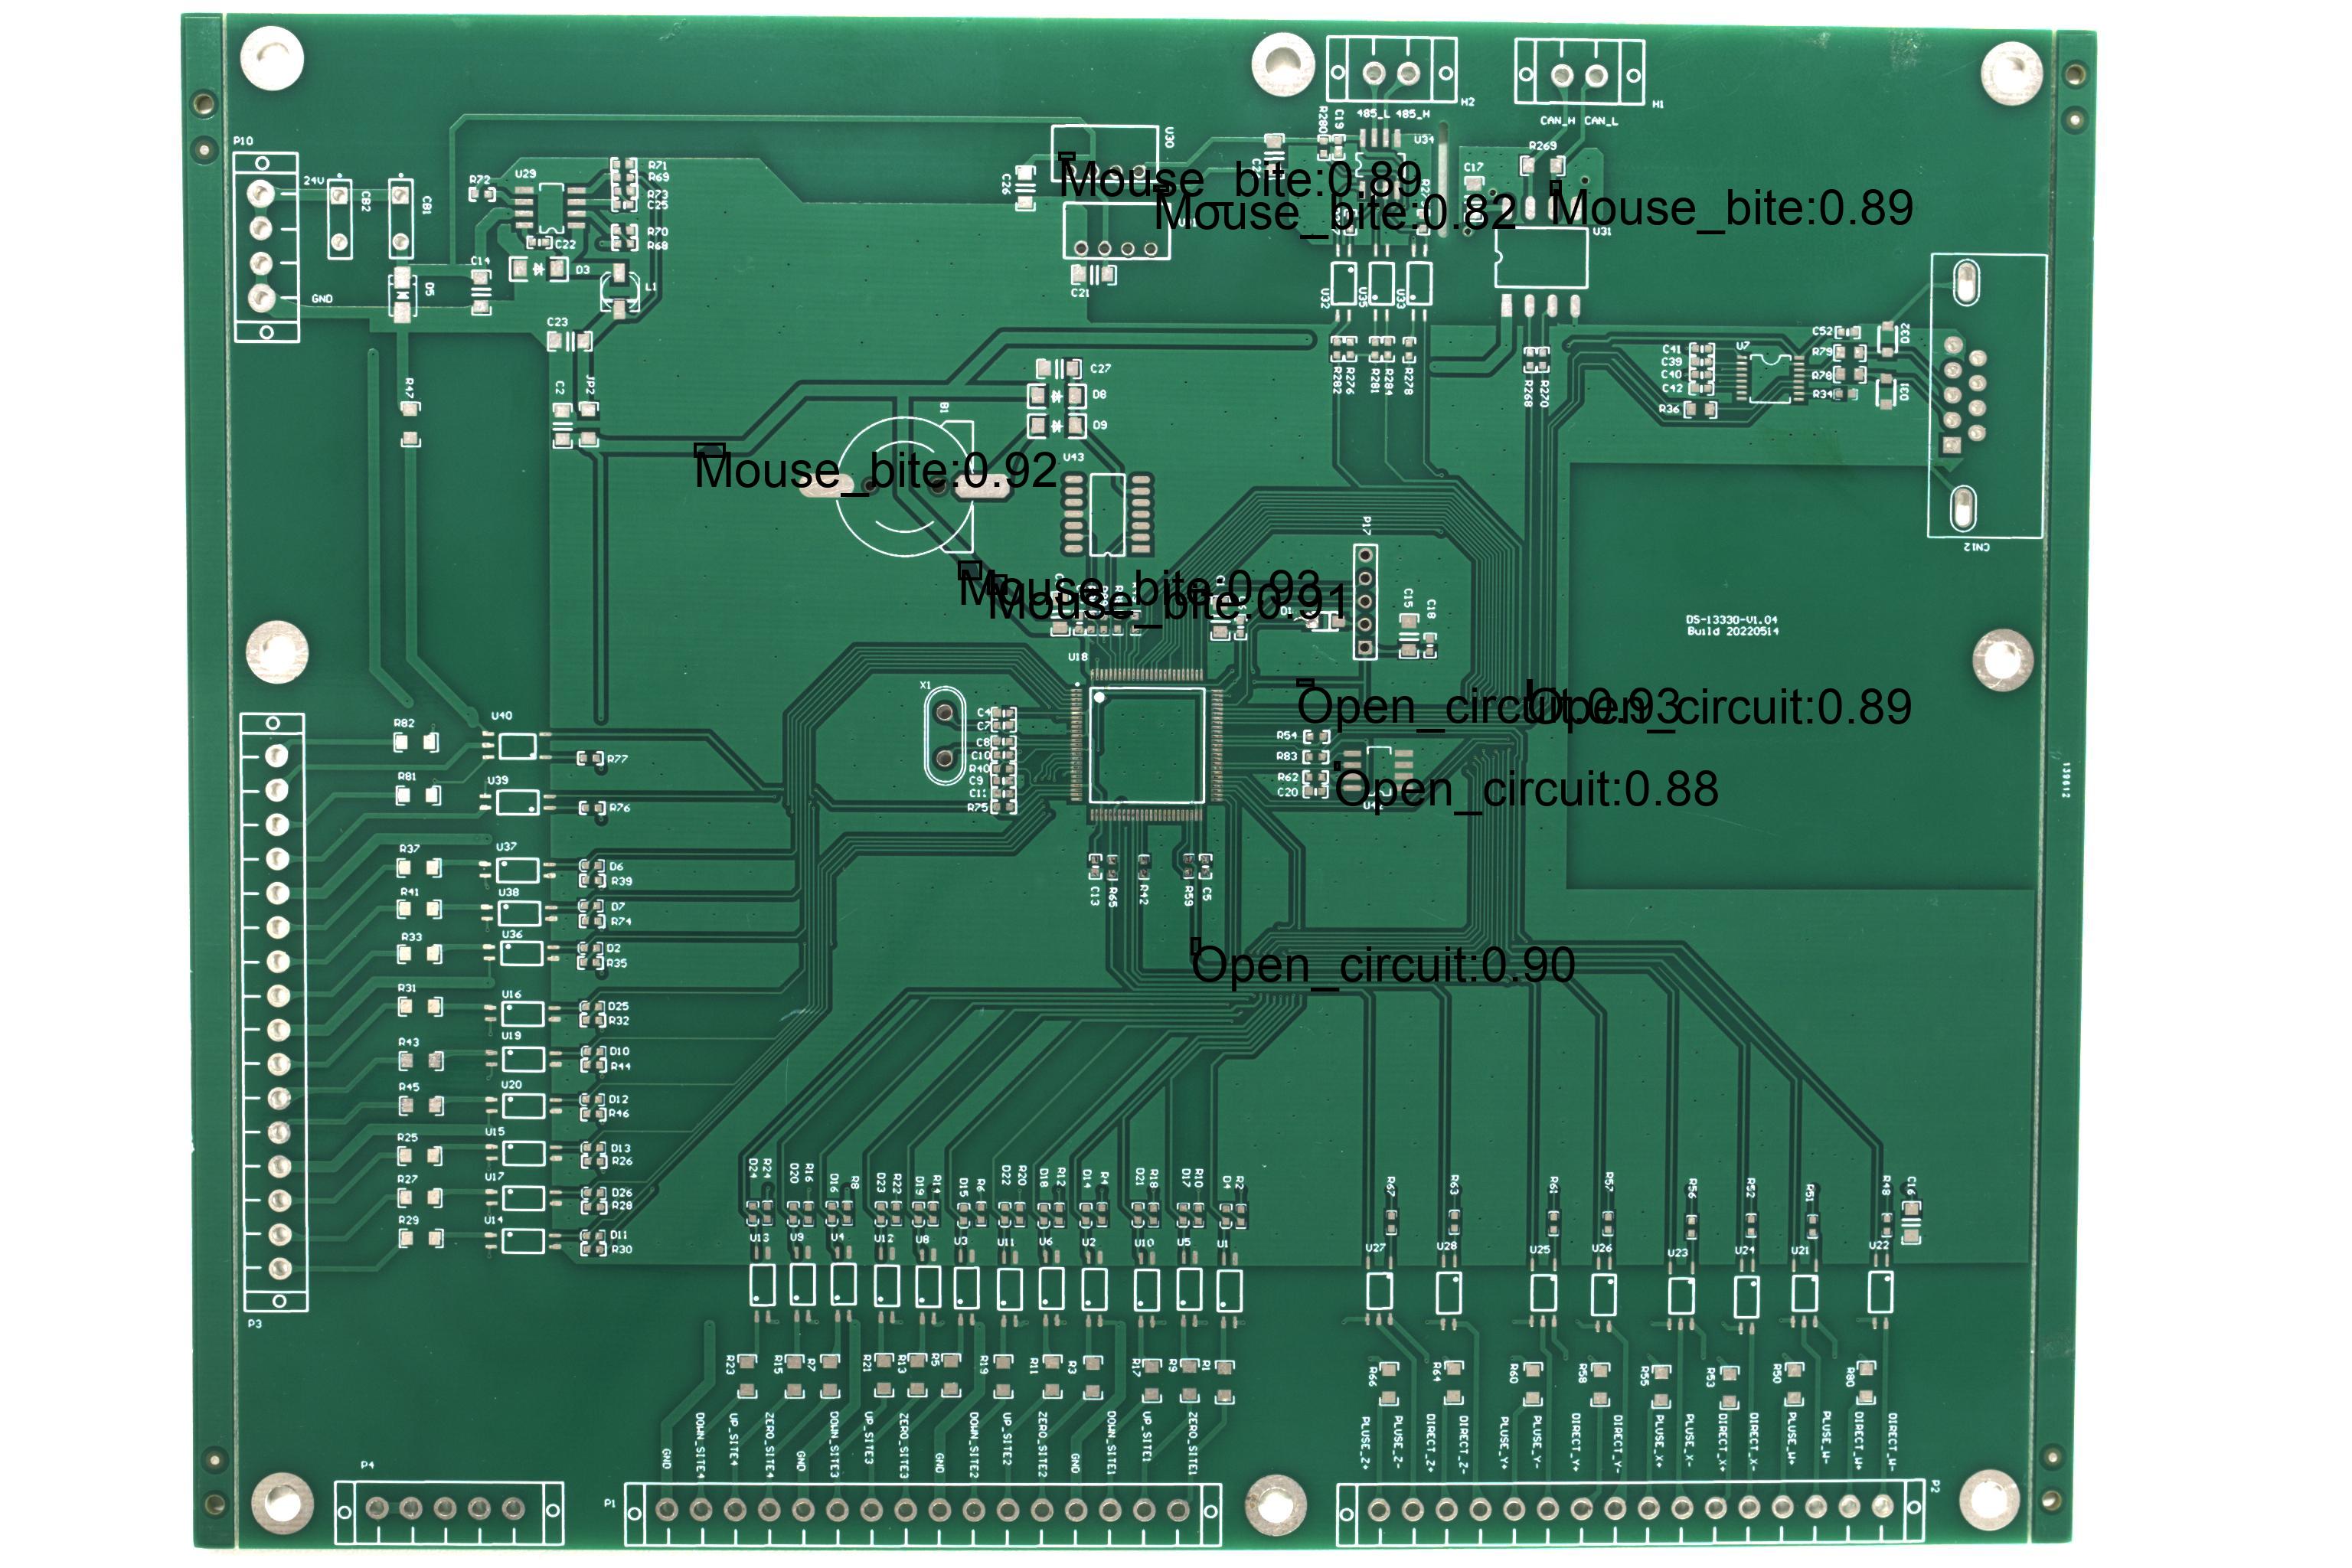 H2
H1
485_L 485_H
CAN_H CAN_L
R280
C19
U34
U30
P10
24V
CB2
CB1
R72
U29
R71
R69
R73
C25
R70
R68
C22
C26
R269
C17
Mouse_bite:0.89
Mouse_bite:0.82
Mouse_bite:0.89
U31
C14
D3
L1
D5
GND
C21
U32
U35
U33
C23
C52
D32
C41
C39
C40
C42
U7
R79
R78
R34
D31
R36
R47
C2
JP2
C27
D8
D9
B1
R282
R276
R281
R284
R278
R268
R270
U43
Mouse_bite:0.92
P17
CN12
Mouse_bite:0.93
Mouse_bite:0.91
D1
C15
C18
DS-13330-V1.04
Build 20220514
U18
X1
Open_circuit:0.93
Open_circuit:0.89
C4
C7
C8
C10
R40
C9
C11
R75
R54
R83
R62
C20
Open_circuit:0.88
R82
U40
R77
R81
U39
R76
139612
R37
U37
D6
R39
R41
U38
D7
R74
R33
U36
D2
R35
C13
R65
R42
R59
C5
Open_circuit:0.90
R31
U16
D25
R32
R43
U19
D10
R44
R45
U20
D12
R46
R25
U15
D13
R26
R27
U17
D26
R28
R29
U14
D11
R30
D24 R24 D20 R16 D16 R8 D23 R22 D19 R14 D15 R6 D22 R20 D18 R12 D14 R4 D21 R18 D17 R10 D4 R2
R67 R63 R61 R57 R56 R52 R51 R48 C16
U13 U9 U4 U12 U8 U3 U11 U6 U2 U10 U5 U1
U27 U28 U25 U26 U23 U24 U21 U22
P3
R23 R15 R7 R21 R13 R5 R19 R11 R3 R17 R9 R1
R66 R64 R60 R58 R55 R53 R50 R80
GND DOWN_SITE4 UP_SITE4 ZERO_SITE4 GND DOWN_SITE3 UP_SITE3 ZERO_SITE3 GND DOWN_SITE2 UP_SITE2 ZERO_SITE2 GND DOWN_SITE1 UP_SITE1 ZERO_SITE1
PLUSE_Z+ PLUSE_Z- DIRECT_Z+ DIRECT_Z- PLUSE_Y+ PLUSE_Y- DIRECT_Y+ DIRECT_Y- PLUSE_X+ PLUSE_X- DIRECT_X+ DIRECT_X- PLUSE_W+ PLUSE_W- DIRECT_W+ DIRECT_W-
P4
P1
P2